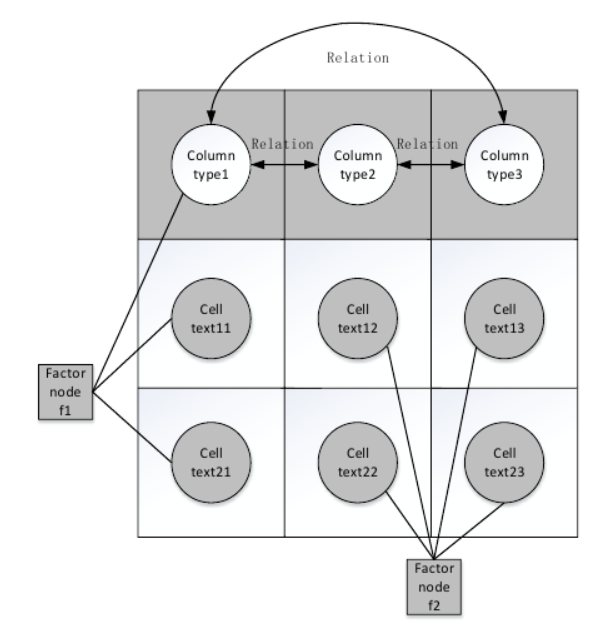 Relation
Relation
Relation
Column
type1
Column
type2
Column
type3
Cell
text11
Cell
text12
Cell
text13
Factor
node
f1
Cell
text21
Cell
text22
Cell
text23
Factor
node
f2